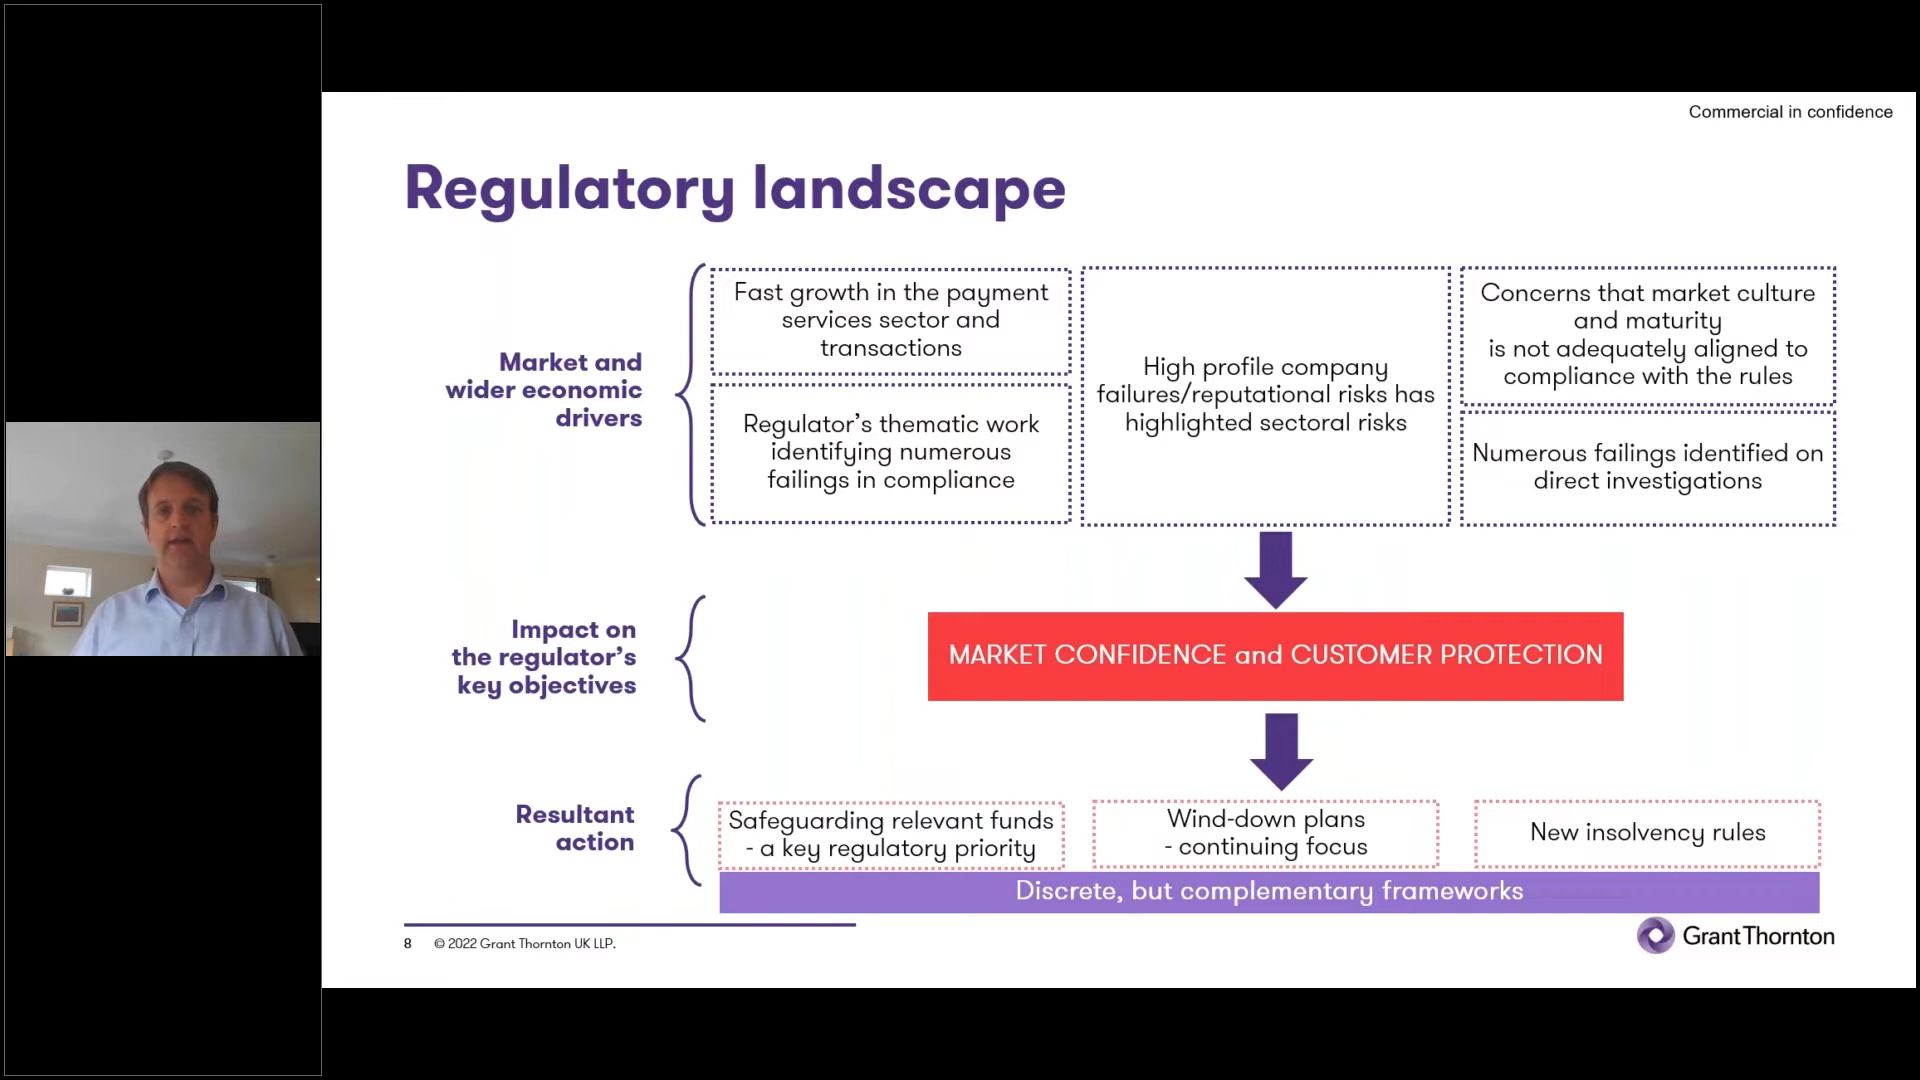 Commercial in confidence
Regulatory landscape
Market and
wider economic
drivers
Fast growth in the payment
services sector and
transactions
Regulator’s thematic work
identifying numerous
failings in compliance
High profile company
failures/reputational risks has
highlighted sectoral risks
Concerns that market culture
and maturity
is not adequately aligned to
compliance with the rules
Numerous failings identified on
direct investigations
Impact on
the regulator’s
key objectives
MARKET CONFIDENCE and CUSTOMER PROTECTION
Resultant
action
Safeguarding relevant funds
- a key regulatory priority
Wind-down plans
- continuing focus
New insolvency rules
Discrete, but complementary frameworks
8 © 2022 Grant Thornton UK LLP.
GrantThornton